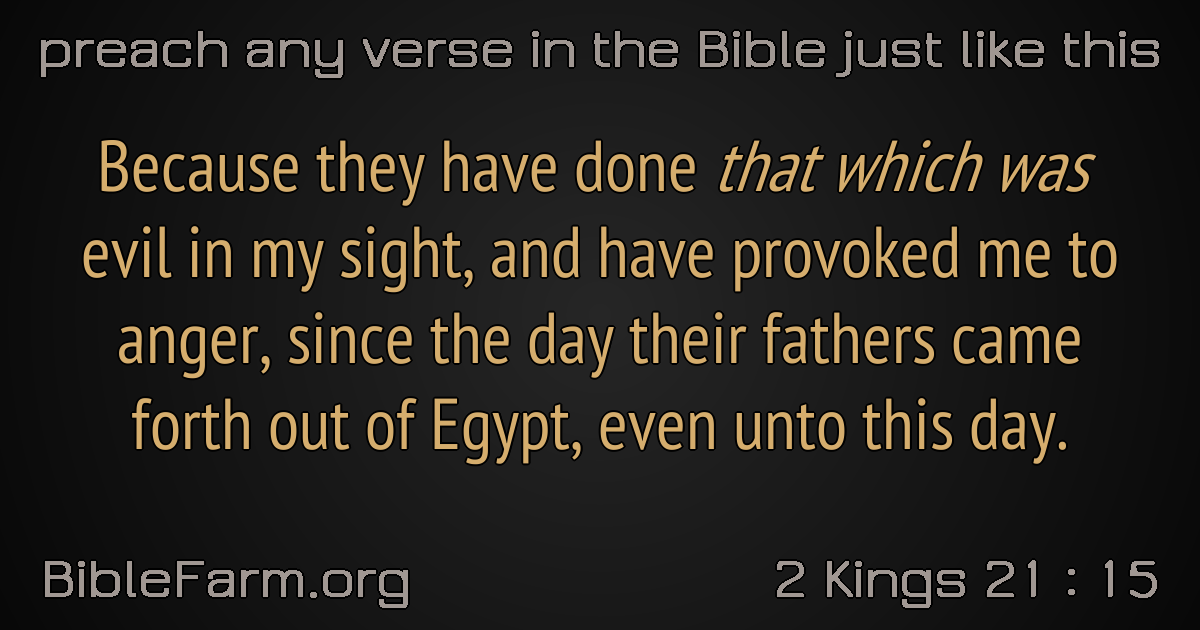 preach any verse in the Bible just like this
Because they have done that which was
evil in my sight, and have provoked me to
anger, since the day their fathers came
forth out of Egypt, even unto this day.
BibleFarm.org
2 Kings 21 : 15